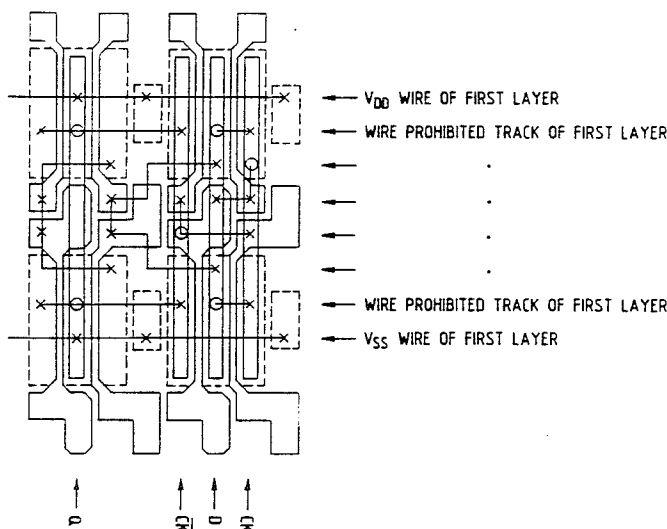 V_DD WIRE OF FIRST LAYER
WIRE PROHIBITED TRACK OF FIRST LAYER
WIRE PROHIBITED TRACK OF FIRST LAYER
V_SS WIRE OF FIRST LAYER
Q
D